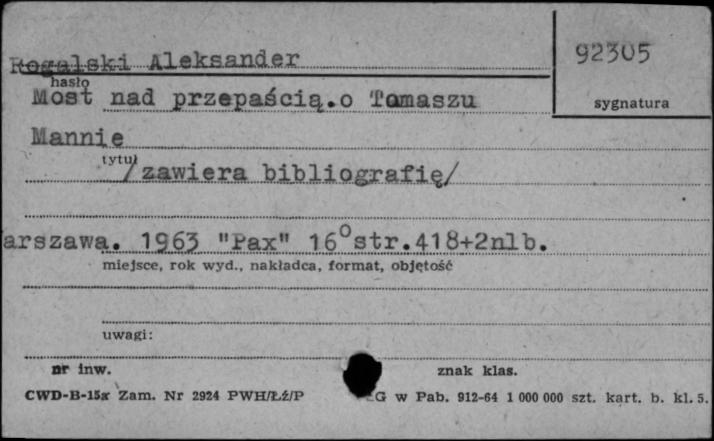 Rogalski Aleksander
92305
hasło
sygnatura
Most nad przepaścią.o Tomaszu
Mannie
tytuł
/zawiera bibliografię/
arszawa. 1963 "Pax" 16° str.418+2nlb.
miejsce, rok wyd., nakładca, format, objętość
uwagi:
nr inw.
znak klas.
CWD-B-15x Zam. Nr 2924 PWH/Łź/P
G w Pab. 912-64 1 000 000 szt. kart. b. kl. 5.